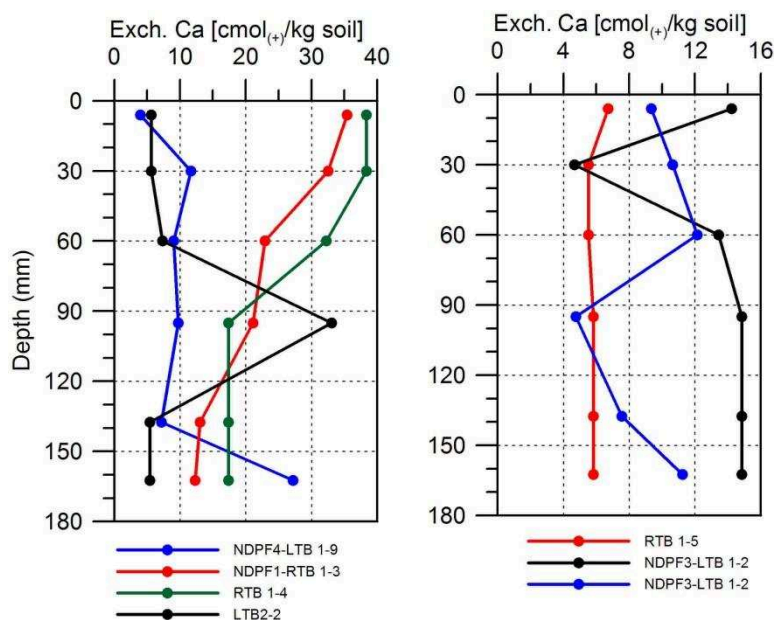 Exch. Ca [cmol(+)/kg soil]
0 10 20 30 40
0
30
60
90
120
150
180
Depth (mm)
NDPF4-LTB 1-9
NDPF1-RTB 1-3
RTB 1-4
LTB2-2
Exch. Ca [cmol(+)/kg soil]
0 4 8 12 16
0
30
60
90
120
150
180
RTB 1-5
NDPF3-LTB 1-2
NDPF3-LTB 1-2